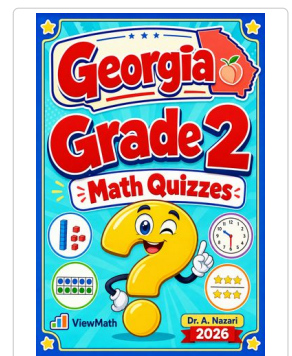 Georgia
Grade 2
Math Quizzes
ViewMath
Dr. A. Nazari
2026